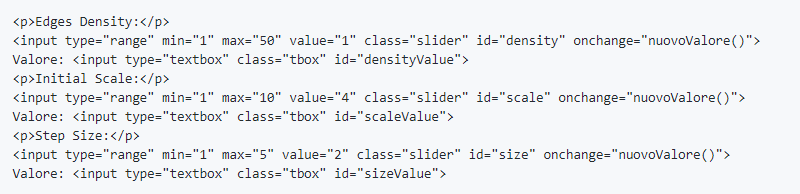 <p>Edges Density:</p>
<input type="range" min="1" max="50" value="1" class="slider" id="density" onchange="nuovoValore()">
Valore: <input type="textbox" class="tbox" id="densityValue">
<p>Initial Scale:</p>
<input type="range" min="1" max="10" value="4" class="slider" id="scale" onchange="nuovoValore()">
Valore: <input type="textbox" class="tbox" id="scaleValue">
<p>Step Size:</p>
<input type="range" min="1" max="5" value="2" class="slider" id="size" onchange="nuovoValore()">
Valore: <input type="textbox" class="tbox" id="sizeValue">